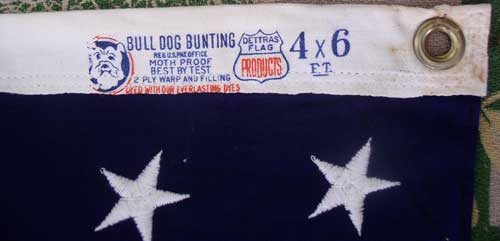 BULL DOG BUNTING
REG. U.S. PAT. OFFICE
MOTH PROOF
BEST BY TEST
2 PLY WARP AND FILLING
DYED WITH OUR EVERLASTING DYES
DETTRAS
FLAG
PRODUCTS
4 x 6
FT.